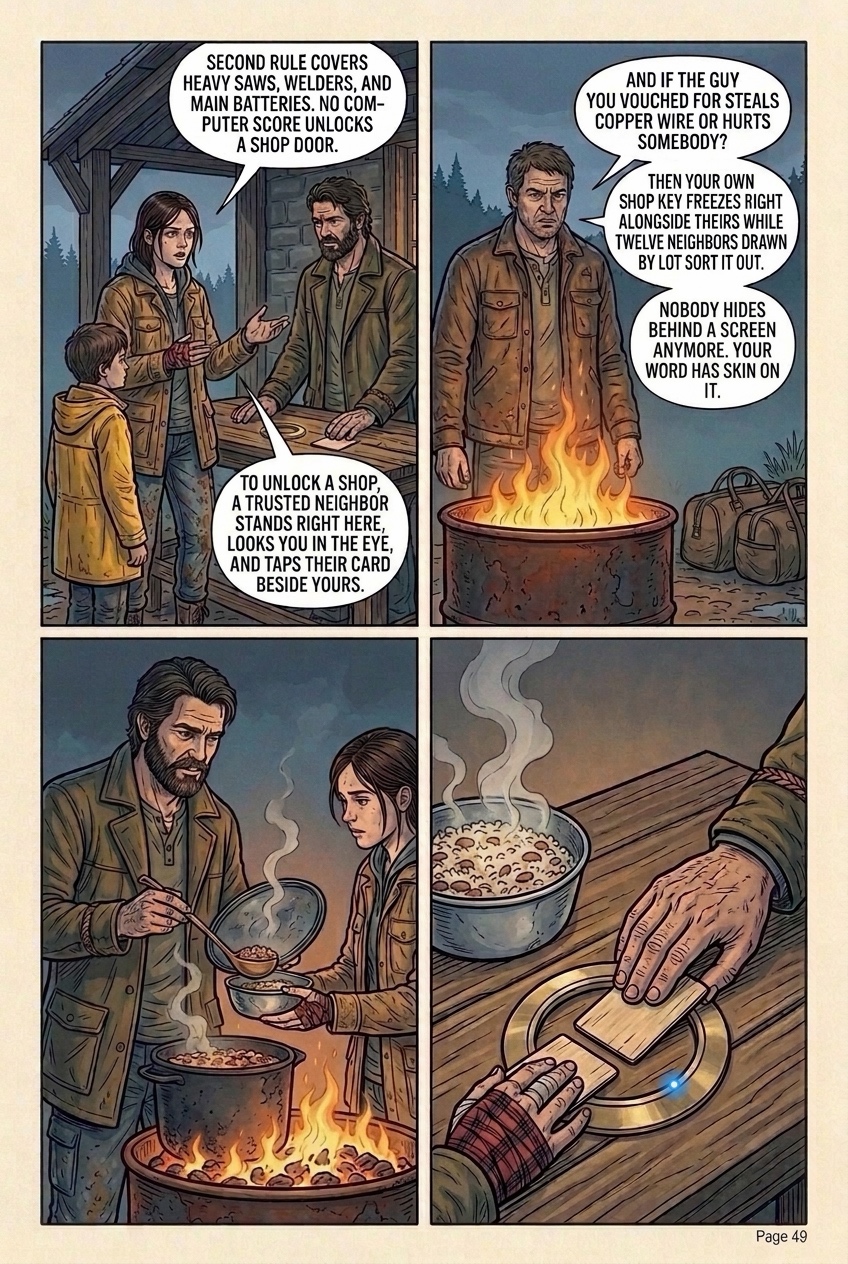 SECOND RULE COVERS
HEAVY SAWS, WELDERS, AND
MAIN BATTERIES. NO COM-
PUTER SCORE UNLOCKS
A SHOP DOOR.
TO UNLOCK A SHOP,
A TRUSTED NEIGHBOR
STANDS RIGHT HERE,
LOOKS YOU IN THE EYE,
AND TAPS THEIR CARD
BESIDE YOURS.
AND IF THE GUY
YOU VOUCHED FOR STEALS
COPPER WIRE OR HURTS
SOMEBODY?
THEN YOUR OWN
SHOP KEY FREEZES RIGHT
ALONGSIDE THEIRS WHILE
TWELVE NEIGHBORS DRAWN
BY LOT SORT IT OUT.
NOBODY HIDES
BEHIND A SCREEN
ANYMORE. YOUR
WORD HAS SKIN ON
IT.
Page 49